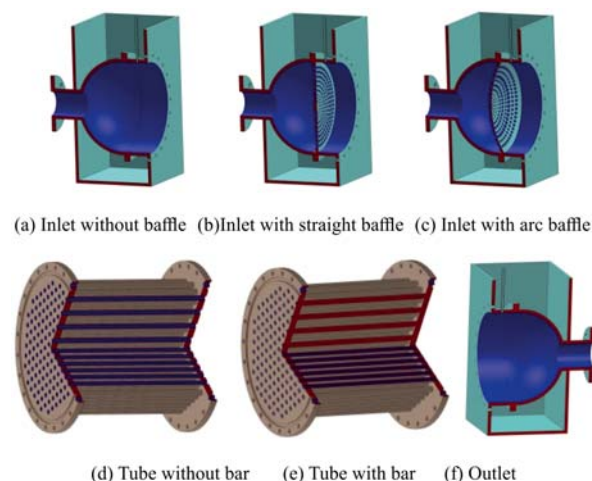 (a) Inlet without baffle (b)Inlet with straight baffle (c) Inlet with arc baffle
(d) Tube without bar (e) Tube with bar (f) Outlet